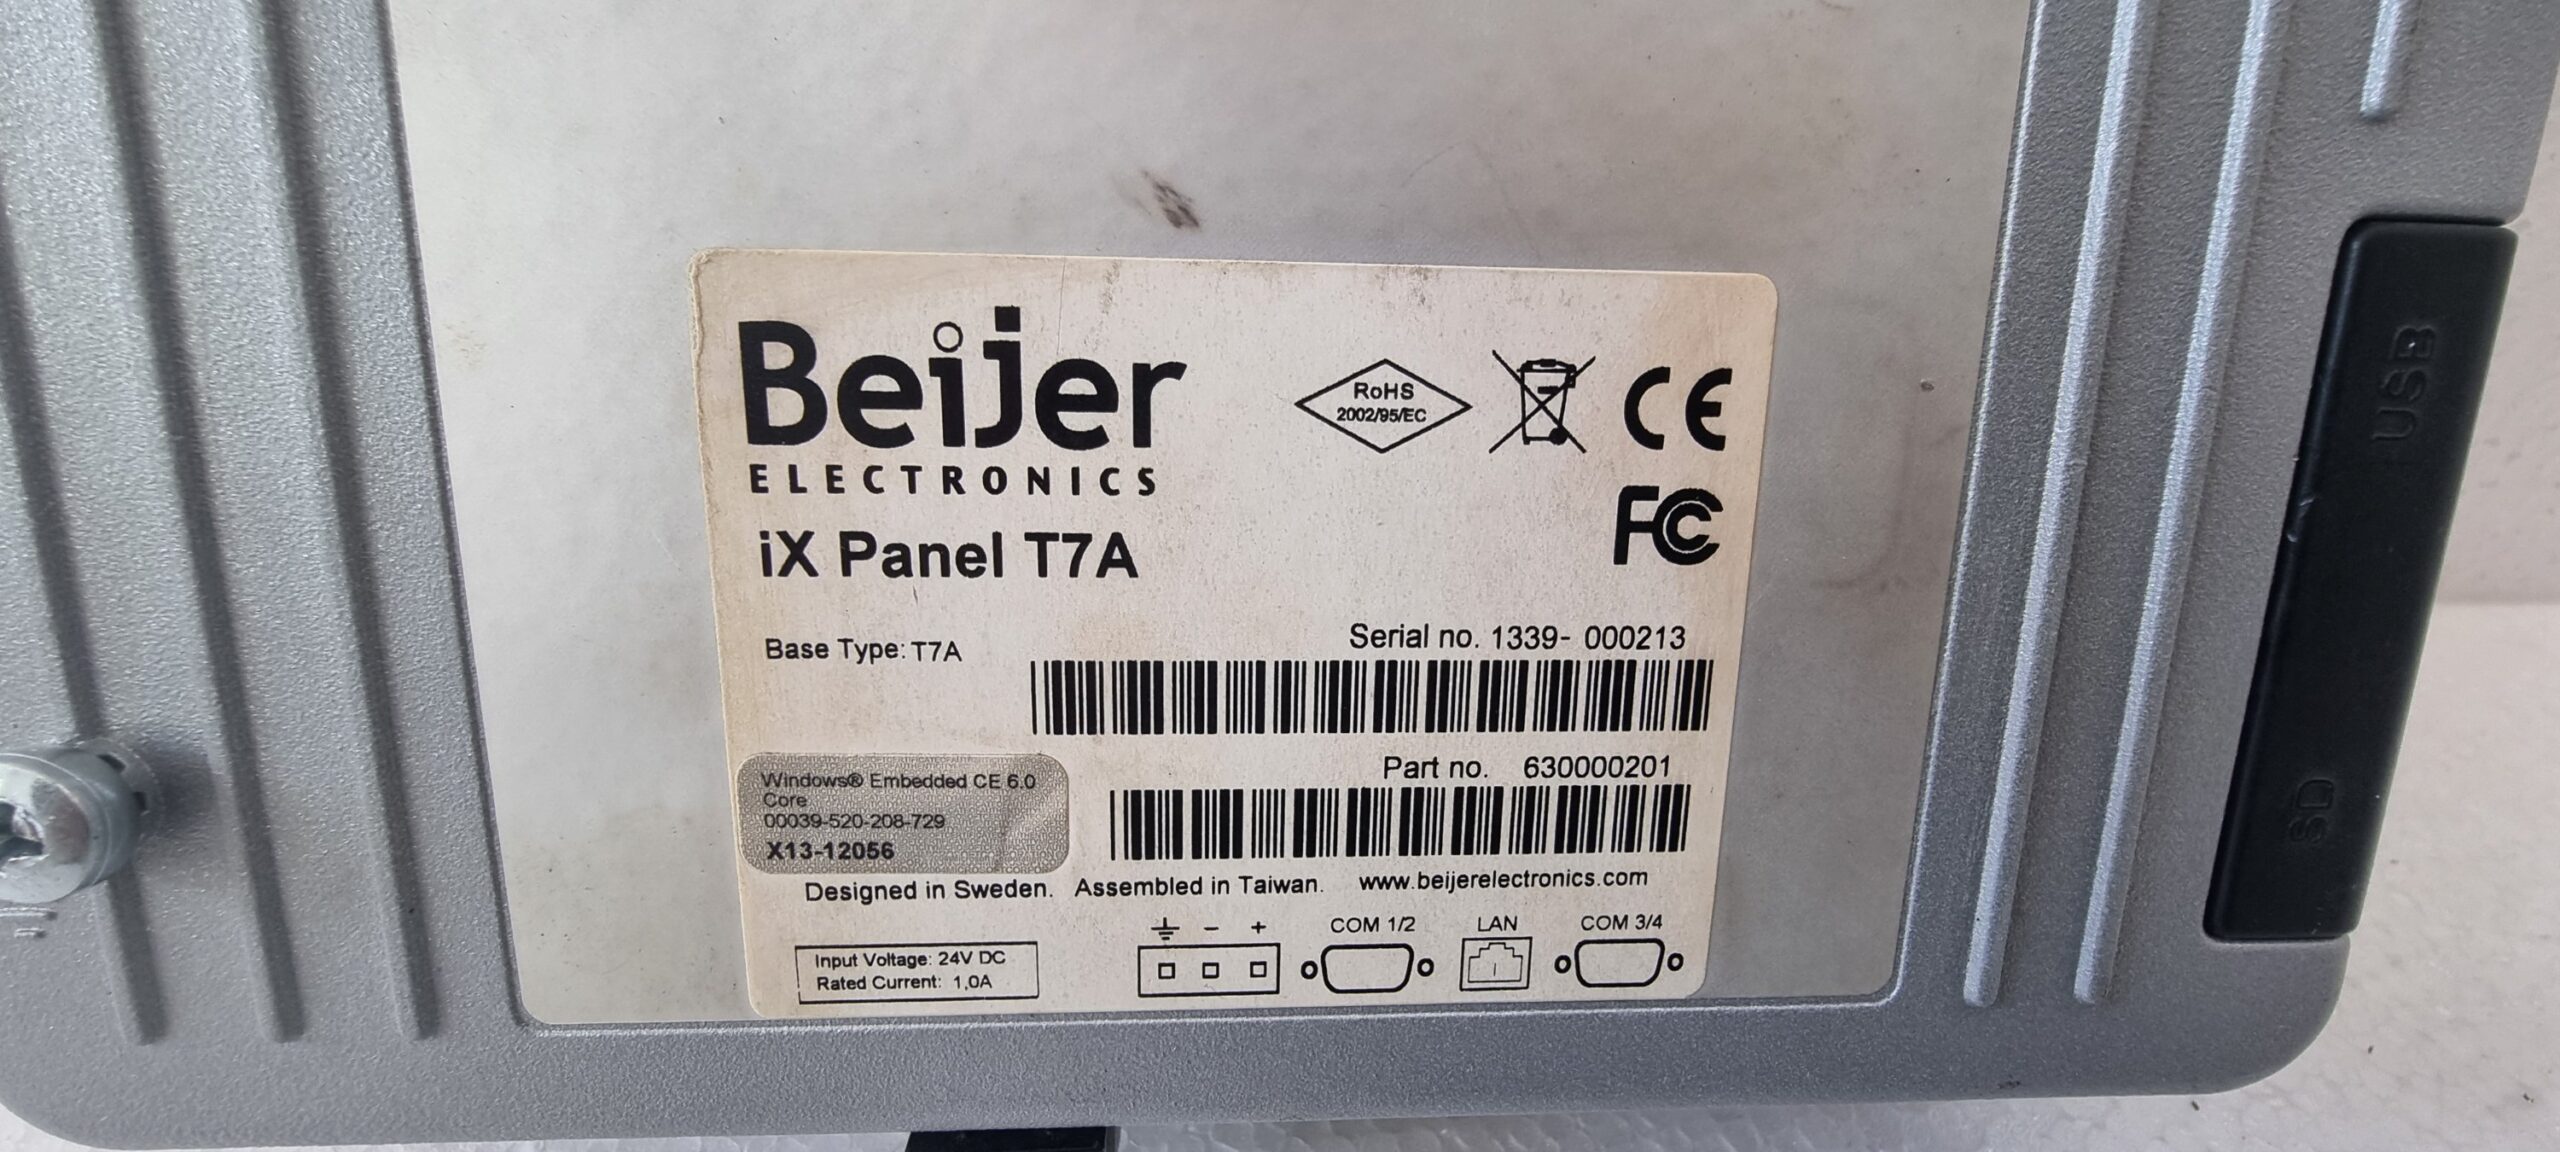 Beijer
ELECTRONICS
RoHS
2002/95/EC
CE
FC
iX Panel T7A
Base Type: T7A
Serial no. 1339- 000213
Part no. 630000201
Windows® Embedded CE 6.0
Core
00039-520-208-729
X13-12056
Designed in Sweden. Assembled in Taiwan. www.beijerelectronics.com
Input Voltage: 24V DC
Rated Current: 1,0A
- +
COM 1/2
LAN
COM 3/4
USB
SD